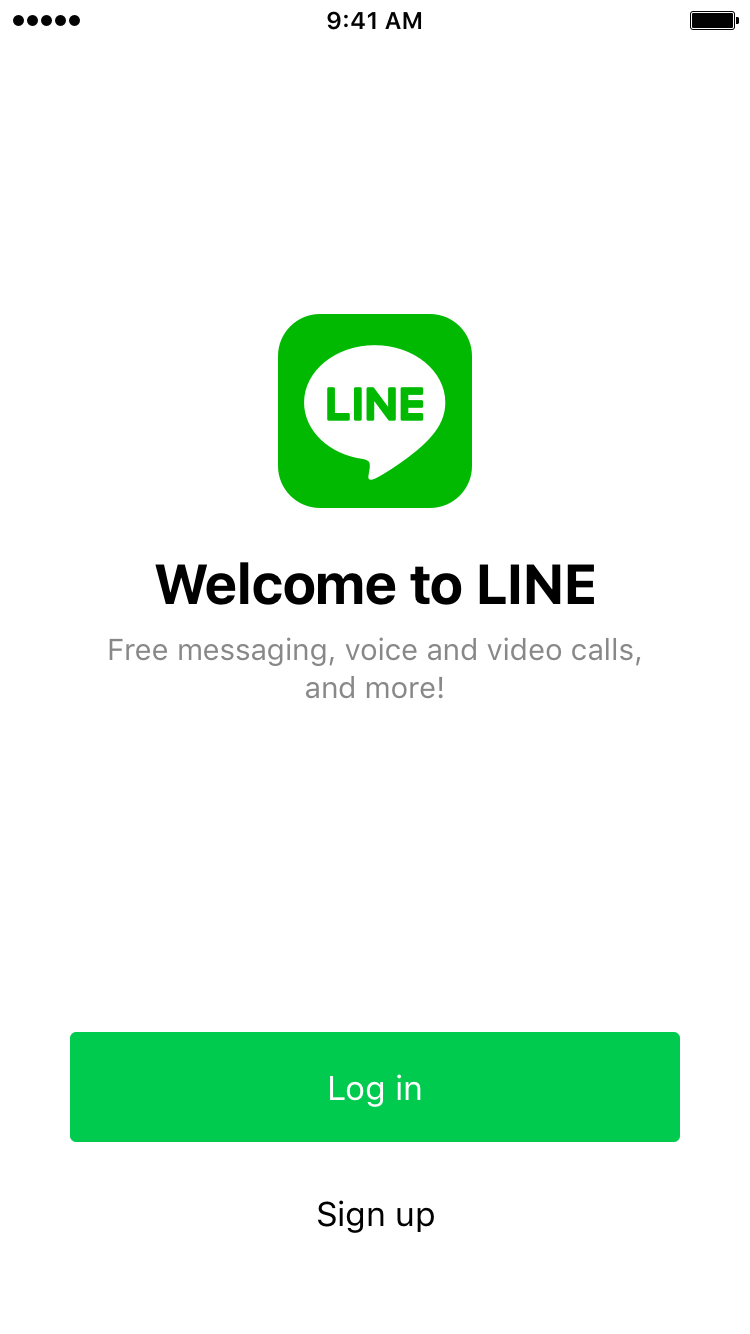 9:41 AM
LINE
Welcome to LINE
Free messaging, voice and video calls,
and more!
Log in
Sign up